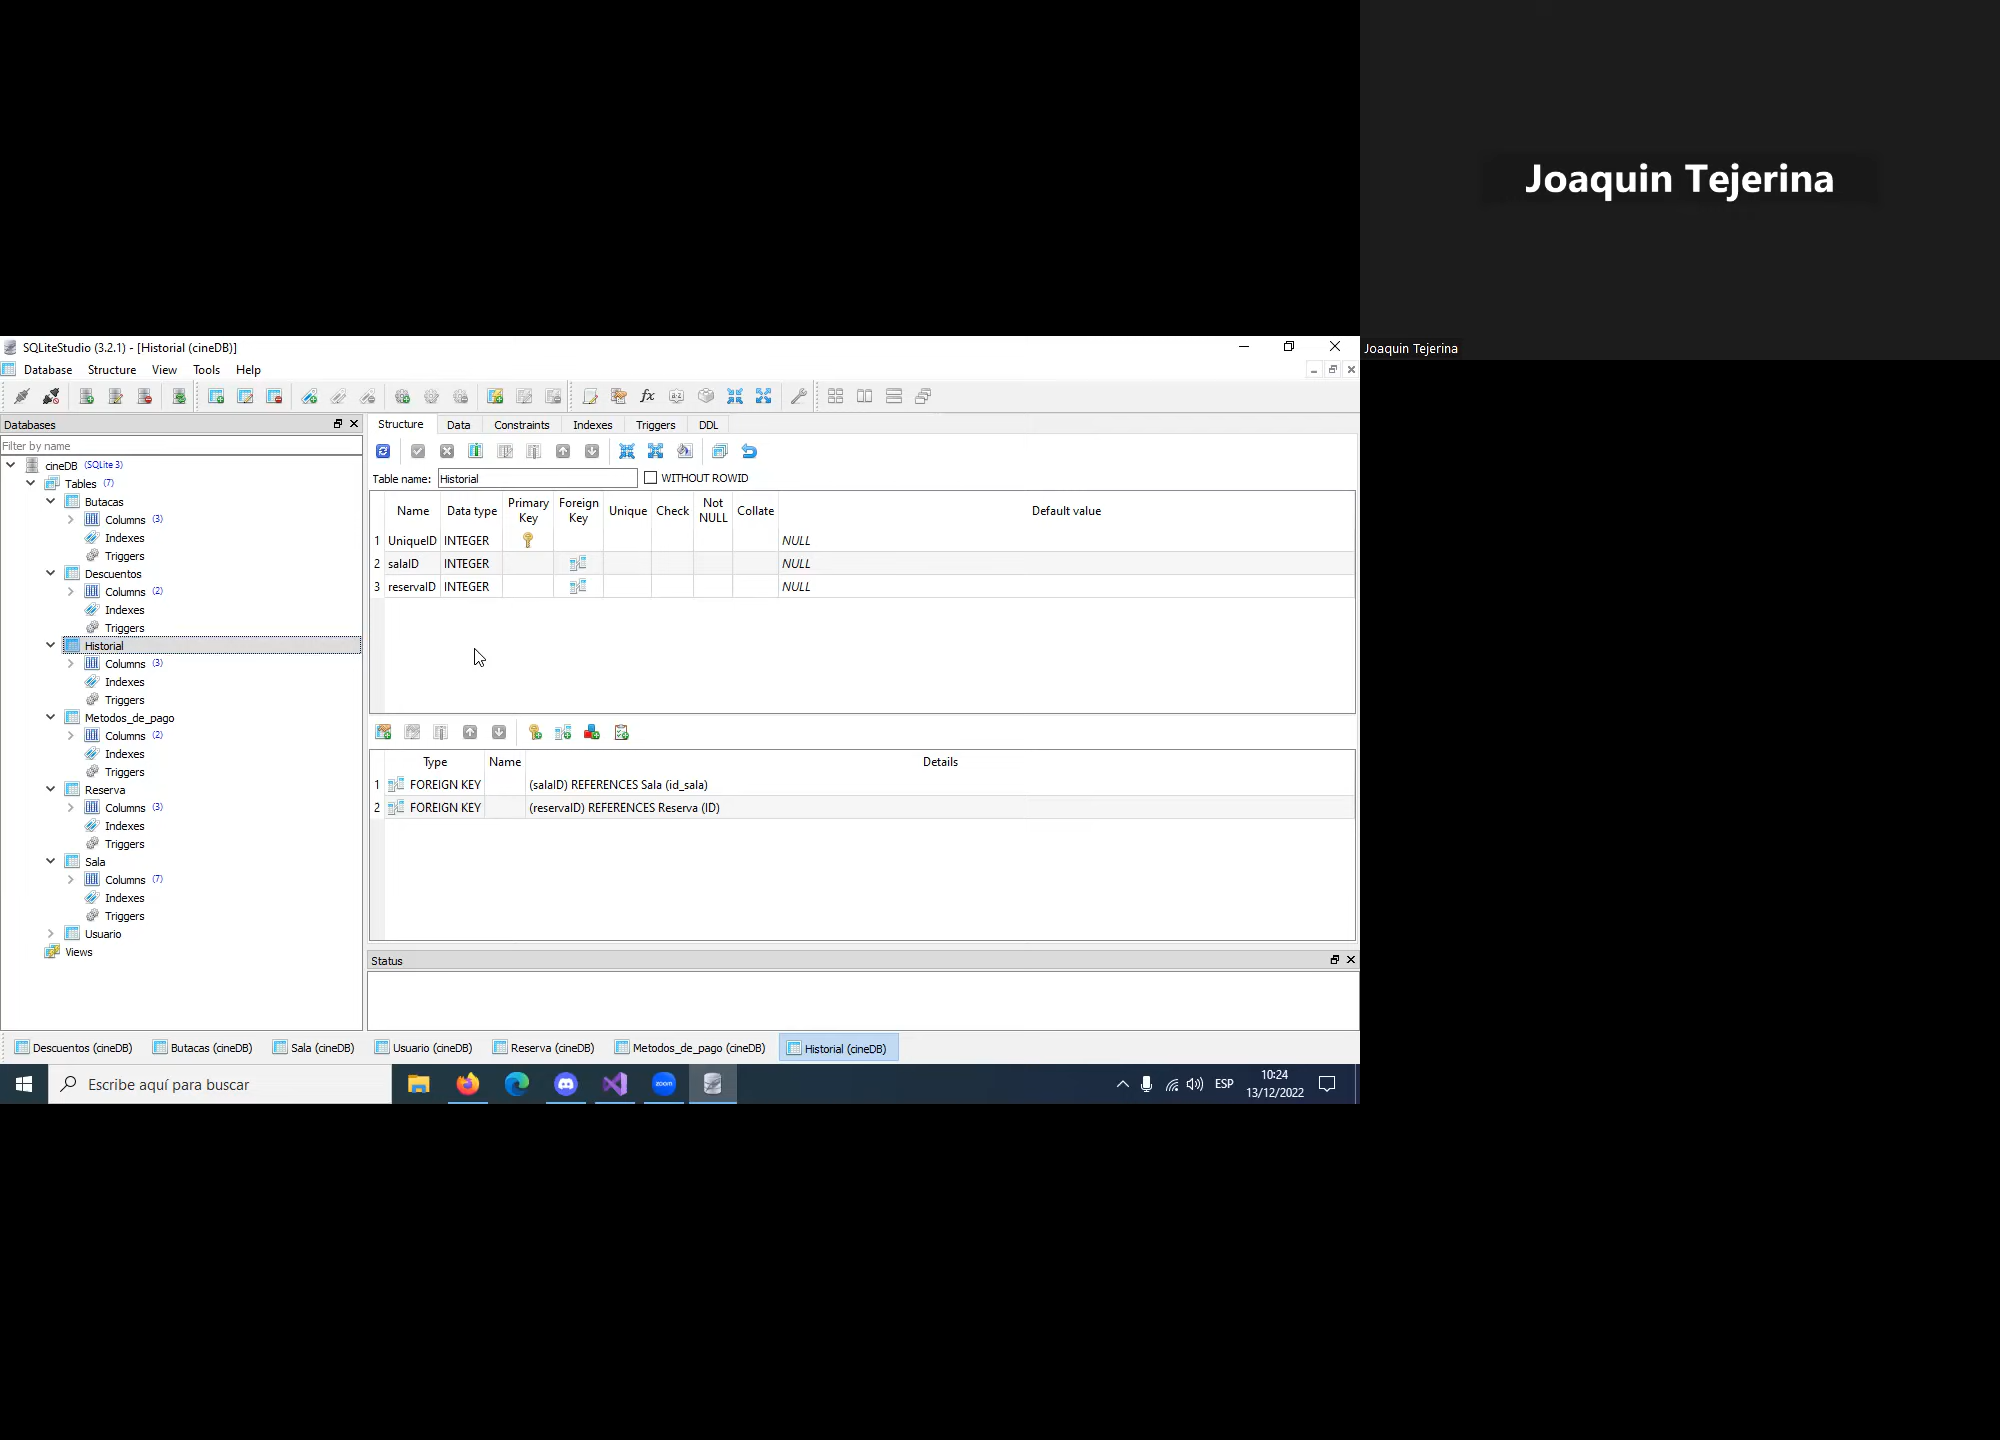 Joaquin Tejerina
Joaquin Tejerina
SQLiteStudio (3.2.1) - [Historial (cineDB)]
Database Structure View Tools Help
Databases
Filter by name
cineDB (SQLite 3)
Tables (7)
Butacas
Columns (3)
Indexes
Triggers
Descuentos
Columns (2)
Indexes
Triggers
Historial
Columns (3)
Indexes
Triggers
Metodos_de_pago
Columns (2)
Indexes
Triggers
Reserva
Columns (3)
Indexes
Triggers
Sala
Columns (7)
Indexes
Triggers
Usuario
Views
Structure Data Constraints Indexes Triggers DDL
Table name: Historial WITHOUT ROWID
Name Data type Primary Key Foreign Key Unique Check Not NULL Collate Default value
1 UniqueID INTEGER NULL
2 salaID INTEGER NULL
3 reservaID INTEGER NULL
Type Name Details
1 FOREIGN KEY (salaID) REFERENCES Sala (id_sala)
2 FOREIGN KEY (reservaID) REFERENCES Reserva (ID)
Status
Descuentos (cineDB) Butacas (cineDB) Sala (cineDB) Usuario (cineDB) Reserva (cineDB) Metodos_de_pago (cineDB) Historial (cineDB)
Escribe aquí para buscar
zoom
ESP
10:24
13/12/2022